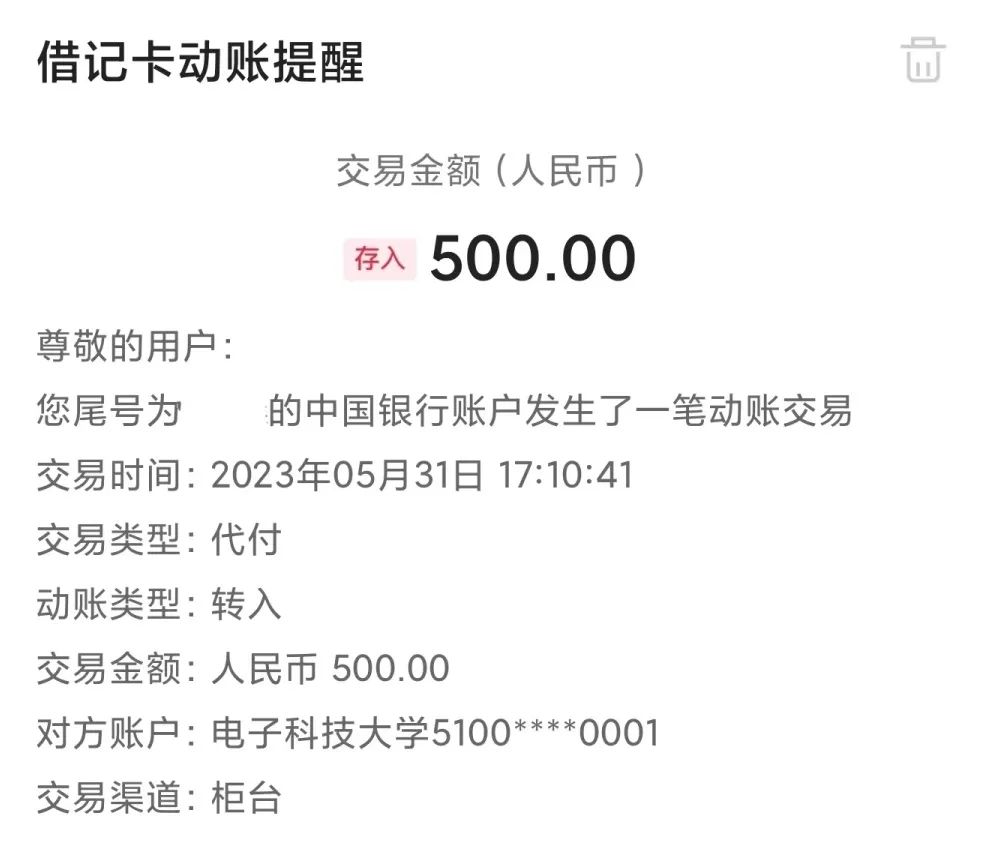 借记卡动账提醒
交易金额(人民币 )
存入 500.00
尊敬的用户:
您尾号为 的中国银行账户发生了一笔动账交易
交易时间: 2023年05月31日 17:10:41
交易类型: 代付
动账类型: 转入
交易金额: 人民币 500.00
对方账户: 电子科技大学5100****0001
交易渠道: 柜台